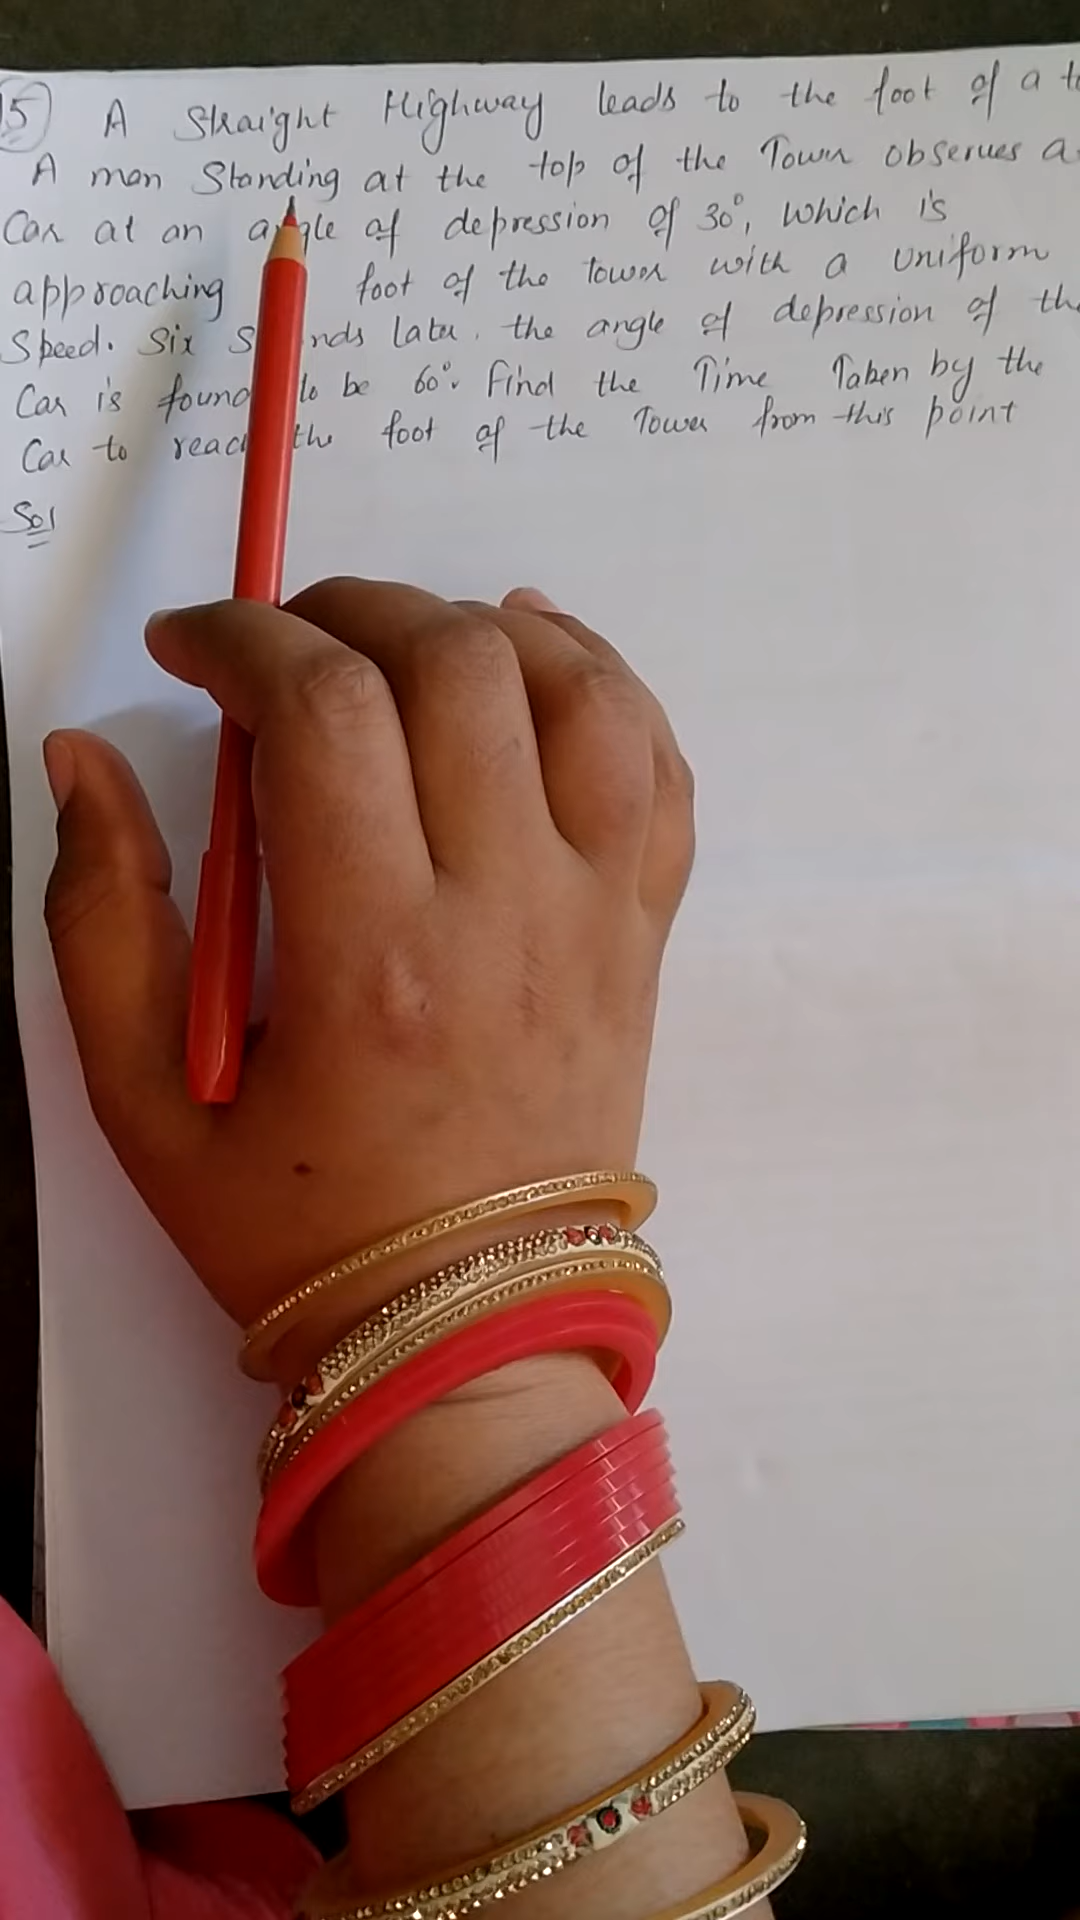 15 A Straight Highway leads to the foot of a
A man Standing at the top of the Tower observes a
Car at an angle of depression of 30°, which is
approaching foot of the tower with a uniform
Speed. Six later, the angle of depression of
Car is found to be 60°. Find the Time Taken by the
Car to reach the foot of the Tower from this point
Sol